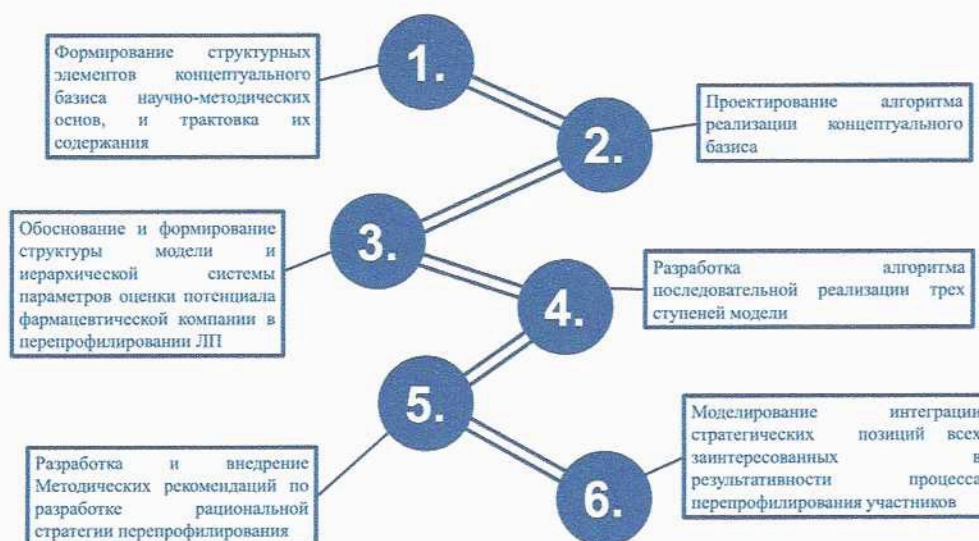 1.
Формирование структурных
элементов концептуального
базиса научно-методических
основ, и трактовка их
содержания
2.
Проектирование алгоритма
реализации концептуального
базиса
3.
Обоснование и формирование
структуры модели и
иерархической системы
параметров оценки потенциала
фармацевтической компании в
перепрофилировании ЛП
4.
Разработка алгоритма
последовательной реализации трех
ступеней модели
5.
Разработка и внедрение
Методических рекомендаций по
разработке рациональной
стратегии перепрофилирования
6.
Моделирование интеграции
стратегических позиций всех
заинтересованных в
результативности процесса
перепрофилирования участников